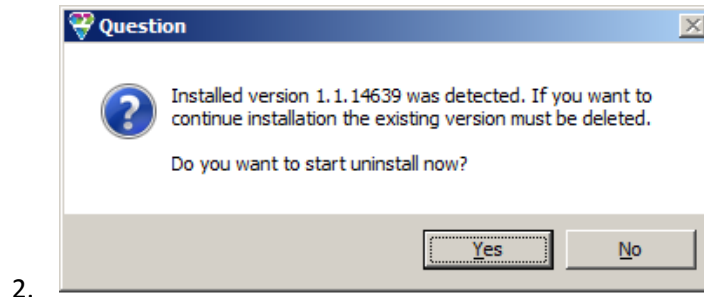 Question
Installed version 1.1.14639 was detected. If you want to
continue installation the existing version must be deleted.
Do you want to start uninstall now?
Yes No
2.